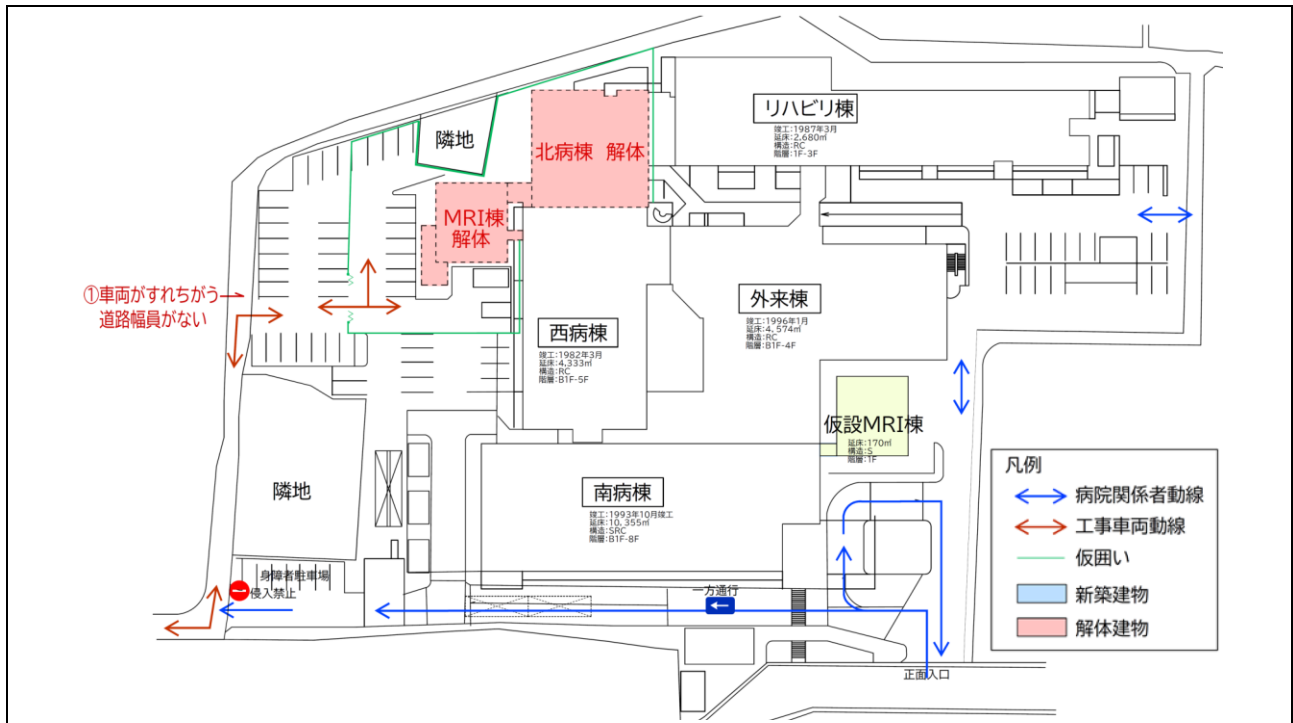 リハビリ棟
竣工:1987年3月
延床:2,680㎡
構造:RC
階層:1F-3F
隣地
北病棟 解体
MRI棟
解体
①車両がすれちがう
道路幅員がない
西病棟
竣工:1982年3月
延床:4,333㎡
構造:RC
階層:B1F-5F
外来棟
竣工:1996年1月
延床:4,574㎡
構造:RC
階層:B1F-4F
仮設MRI棟
延床:170㎡
構造:S
階層:1F
隣地
南病棟
竣工:1993年10月竣工
延床:10,355㎡
構造:SRC
階層:B1F-8F
凡例
病院関係者動線
工事車両動線
仮囲い
新築建物
解体建物
身障者駐車場
侵入禁止
一方通行
正面入口